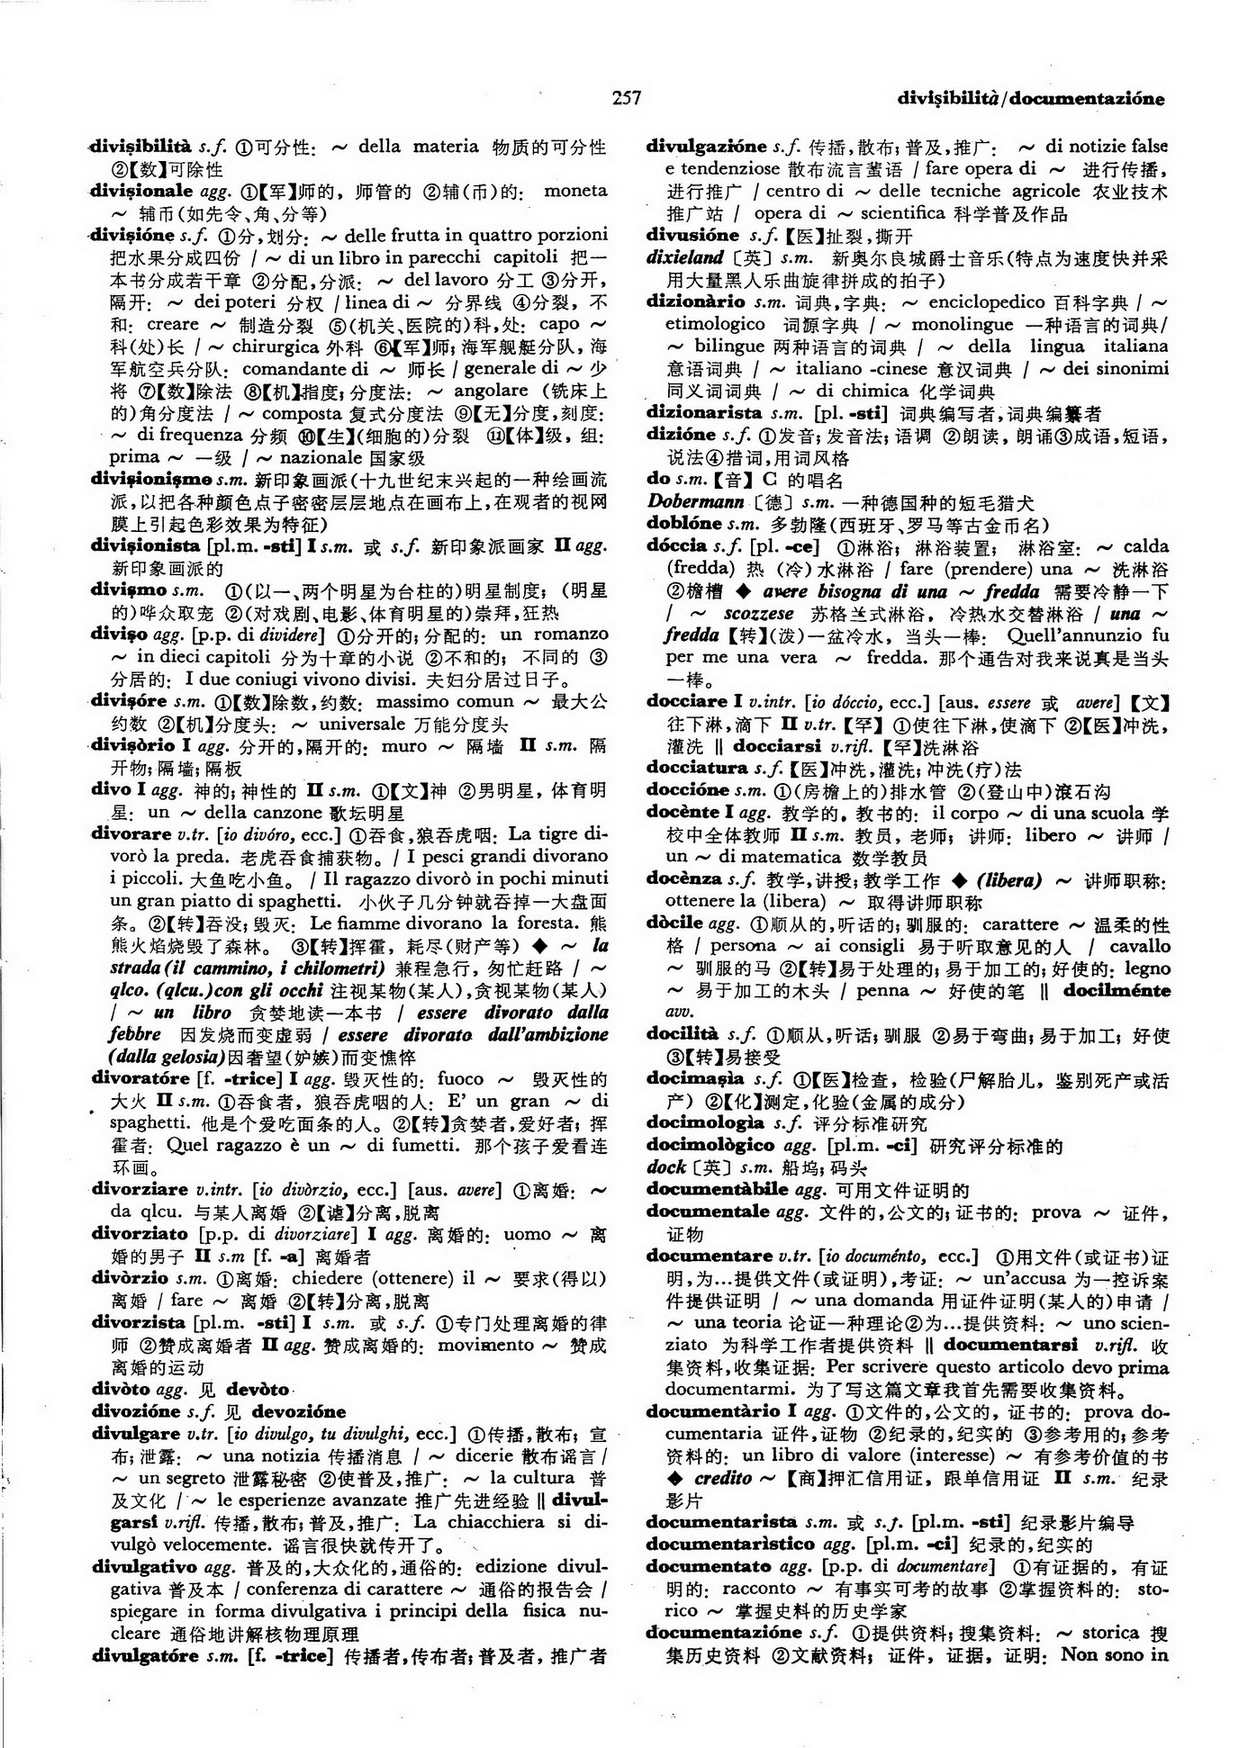 257
divişibilità/documentazióne
divişibilità s.f. ①可分性: ～ della materia 物质的可分性
②【数】可除性
divişionale agg. ①【军】师的, 师管的 ②辅(币)的: moneta
～ 辅币(如先令、角、分等)
divişióne s.f. ①分,划分: ～ delle frutta in quattro porzioni
把水果分成四份 / ～ di un libro in parecchi capitoli 把一
本书分成若干章 ②分配,分派: ～ del lavoro 分工 ③分开,
隔开: ～ dei poteri 分权 / linea di ～ 分界线 ④分裂, 不
和: creare ～ 制造分裂 ⑤(机关、医院的)科,处: capo ～
科(处)长 / ～ chirurgica 外科 ⑥【军】师; 海军舰艇分队, 海
军航空兵分队: comandante di ～ 师长 / generale di ～ 少
将 ⑦【数】除法 ⑧【机】指度; 分度法: ～ angolare (铣床上
的)角分度法 / ～ composta 复式分度法 ⑨【无】分度,刻度:
～ di frequenza 分频 ⑩【生】(细胞的)分裂 ⑪【体】级, 组:
prima ～ 一级 / ～ nazionale 国家级
divişionişmo s.m. 新印象画派(十九世纪末兴起的一种绘画流
派,以把各种颜色点子密密层层地点在画布上,在观者的视网
膜上引起色彩效果为特征)
divişionista [pl.m. -sti] I s.m. 或 s.f. 新印象派画家 II agg.
新印象画派的
divişmo s.m. ①(以一、两个明星为台柱的)明星制度; (明星
的)哗众取宠 ②(对戏剧、电影、体育明星的)崇拜,狂热
divişo agg. [p.p. di dividere] ①分开的; 分配的: un romanzo
～ in dieci capitoli 分为十章的小说 ②不和的; 不同的 ③
分居的: I due coniugi vivono divisi. 夫妇分居过日子。
divişóre s.m. ①【数】除数,约数: massimo comun ～ 最大公
约数 ②【机】分度头: ～ universale 万能分度头
divişòrio I agg. 分开的,隔开的: muro ～ 隔墙 II s.m. 隔
开物; 隔墙; 隔板
divo I agg. 神的; 神性的 II s.m. ①【文】神 ②男明星, 体育明
星: un ～ della canzone 歌坛明星
divorare v.tr. [io divóro, ecc.] ①吞食,狼吞虎咽: La tigre di-
vorò la preda. 老虎吞食捕获物。 / I pesci grandi divorano
i piccoli. 大鱼吃小鱼。 / Il ragazzo divorò in pochi minuti
un gran piatto di spaghetti. 小伙子几分钟就吞掉一大盘面
条。 ②【转】吞没; 毁灭: Le fiamme divorano la foresta. 熊
熊火焰烧毁了森林。 ③【转】挥霍, 耗尽(财产等) ◆ ～ la
strada (il cammino, i chilometri) 兼程急行, 匆忙赶路 / ～
qlco. (qlcu.) con gli occhi 注视某物(某人),贪视某物(某人)
/ ～ un libro 贪婪地读一本书 / essere divorato dalla
febbre 因发烧而变虚弱 / essere divorato dall'ambizione
(dalla gelosia) 因奢望(妒嫉)而变憔悴
divoratóre [f. -trice] I agg. 毁灭性的: fuoco ～ 毁灭性的
大火 II s.m. ①吞食者, 狼吞虎咽的人: E' un gran ～ di
spaghetti. 他是个爱吃面条的人。 ②【转】贪婪者,爱好者; 挥
霍者: Quel ragazzo è un ～ di fumetti. 那个孩子爱看连
环画。
divorziare v.intr. [io divòrzio, ecc.] [aus. avere] ①离婚: ～
da qlcu. 与某人离婚 ②【谑】分离,脱离
divorziato [p.p. di divorziare] I agg. 离婚的: uomo ～ 离
婚的男子 II s.m [f. -a] 离婚者
divòrzio s.m. ①离婚: chiedere (ottenere) il ～ 要求(得以)
离婚 / fare ～ 离婚 ②【转】分离,脱离
divorzista [pl.m. -sti] I s.m. 或 s.f. ①专门处理离婚的律
师 ②赞成离婚者 II agg. 赞成离婚的: movimento ～ 赞成
离婚的运动
divòto agg. 见 devòto
divozióne s.f. 见 devozióne
divulgare v.tr. [io divulgo, tu divulghi, ecc.] ①传播,散布; 宣
布; 泄露: ～ una notizia 传播消息 / ～ dicerie 散布谣言 /
～ un segreto 泄露秘密 ②使普及,推广: ～ la cultura 普
及文化 / ～ le esperienze avanzate 推广先进经验 ‖ divul-
garsi v.rifl. 传播,散布; 普及,推广: La chiacchiera si di-
vulgò velocemente. 谣言很快就传开了。
divulgativo agg. 普及的,大众化的,通俗的: edizione divul-
gativa 普及本 / conferenza di carattere ～ 通俗的报告会 /
spiegare in forma divulgativa i principi della fisica nu-
cleare 通俗地讲解核物理原理
divulgatóre s.m. [f. -trice] 传播者,传布者; 普及者, 推广者
divulgazióne s.f. 传播,散布; 普及,推广: ～ di notizie false
e tendenziose 散布流言蜚语 / fare opera di ～ 进行传播,
进行推广 / centro di ～ delle tecniche agricole 农业技术
推广站 / opera di ～ scientifica 科学普及作品
divusióne s.f. 【医】扯裂,撕开
dixieland 〔英〕 s.m. 新奥尔良城爵士音乐(特点为速度快并采
用大量黑人乐曲旋律拼成的拍子)
dizionàrio s.m. 词典,字典: ～ enciclopedico 百科字典 / ～
etimologico 词源字典 / ～ monolingue 一种语言的词典/
～ bilingue 两种语言的词典 / ～ della lingua italiana
意语词典 / ～ italiano -cinese 意汉词典 / ～ dei sinonimi
同义词词典 / ～ di chimica 化学词典
dizionarista s.m. [pl. -sti] 词典编写者,词典编纂者
dizióne s.f. ①发音; 发音法; 语调 ②朗读, 朗诵③成语,短语,
说法④措词,用词风格
do s.m. 【音】 C 的唱名
Dobermann 〔德〕 s.m. 一种德国种的短毛猎犬
doblóne s.m. 多勃隆(西班牙、罗马等古金币名)
dóccia s.f. [pl. -ce] ①淋浴; 淋浴装置; 淋浴室: ～ calda
(fredda) 热 (冷) 水淋浴 / fare (prendere) una ～ 洗淋浴
②檐槽 ◆ avere bisogno di una ～ fredda 需要冷静一下
/ ～ scozzese 苏格兰式淋浴, 冷热水交替淋浴 / una ～
fredda 【转】(泼)一盆冷水, 当头一棒: Quell'annunzio fu
per me una vera ～ fredda. 那个通告对我来说真是当头
一棒。
docciare I v.intr. [io dóccio, ecc.] [aus. essere 或 avere] 【文】
往下淋,滴下 II v.tr. 【罕】 ①使往下淋,使滴下 ②【医】冲洗,
灌洗 ‖ docciarsi v.rifl. 【罕】洗淋浴
docciatura s.f. 【医】冲洗,灌洗; 冲洗(疗)法
doccióne s.m. ①(房檐上的)排水管 ②(登山中)滚石沟
docènte I agg. 教学的, 教书的: il corpo ～ di una scuola 学
校中全体教师 II s.m. 教员, 老师; 讲师: libero ～ 讲师 /
un ～ di matematica 数学教员
docènza s.f. 教学,讲授; 教学工作 ◆ (libera) ～ 讲师职称:
ottenere la (libera) ～ 取得讲师职称
dòcile agg. ①顺从的,听话的; 驯服的: carattere ～ 温柔的性
格 / persona ～ ai consigli 易于听取意见的人 / cavallo
～ 驯服的马 ②【转】易于处理的; 易于加工的; 好使的: legno
～ 易于加工的木头 / penna ～ 好使的笔 ‖ docilménte
avv.
docilità s.f. ①顺从,听话; 驯服 ②易于弯曲; 易于加工; 好使
③【转】易接受
docimaşìa s.f. ①【医】检查, 检验(尸解胎儿, 鉴别死产或活
产) ②【化】测定,化验(金属的成分)
docimologìa s.f. 评分标准研究
docimològico agg. [pl.m. -ci] 研究评分标准的
dock 〔英〕 s.m. 船坞; 码头
documentàbile agg. 可用文件证明的
documentale agg. 文件的,公文的; 证书的: prova ～ 证件,
证物
documentare v.tr. [io documénto, ecc.] ①用文件(或证书)证
明,为…提供文件(或证明),考证: ～ un'accusa 为一控诉案
件提供证明 / ～ una domanda 用证件证明(某人的)申请 /
～ una teoria 论证一种理论②为…提供资料: ～ uno scien-
ziato 为科学工作者提供资料 ‖ documentarsi v.rifl. 收
集资料,收集证据: Per scrivere questo articolo devo prima
documentarmi. 为了写这篇文章我首先需要收集资料。
documentàrio I agg. ①文件的,公文的, 证书的: prova do-
cumentaria 证件,证物 ②纪录的,纪实的 ③参考用的; 参考
资料的: un libro di valore (interesse) ～ 有参考价值的书
◆ credito ～ 【商】押汇信用证, 跟单信用证 II s.m. 纪录
影片
documentarista s.m. 或 s.f. [pl.m. -sti] 纪录影片编导
documentarìstico agg. [pl.m. -ci] 纪录的,纪实的
documentato agg. [p.p. di documentare] ①有证据的, 有证
明的: racconto ～ 有事实可考的故事 ②掌握资料的: sto-
rico ～ 掌握史料的历史学家
documentazióne s.f. ①提供资料; 搜集资料: ～ storica 搜
集历史资料 ②文献资料; 证件, 证据, 证明: Non sono in